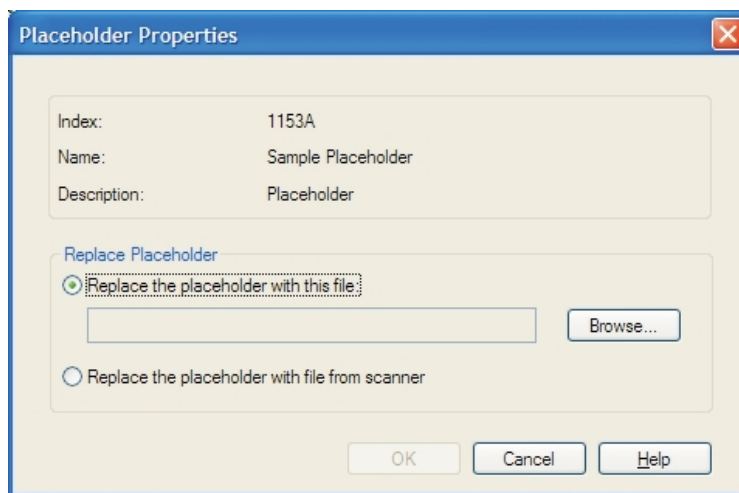 Placeholder Properties
Index: 1153A
Name: Sample Placeholder
Description: Placeholder
Replace Placeholder
Replace the placeholder with this file:
Browse...
Replace the placeholder with file from scanner
OK Cancel Help